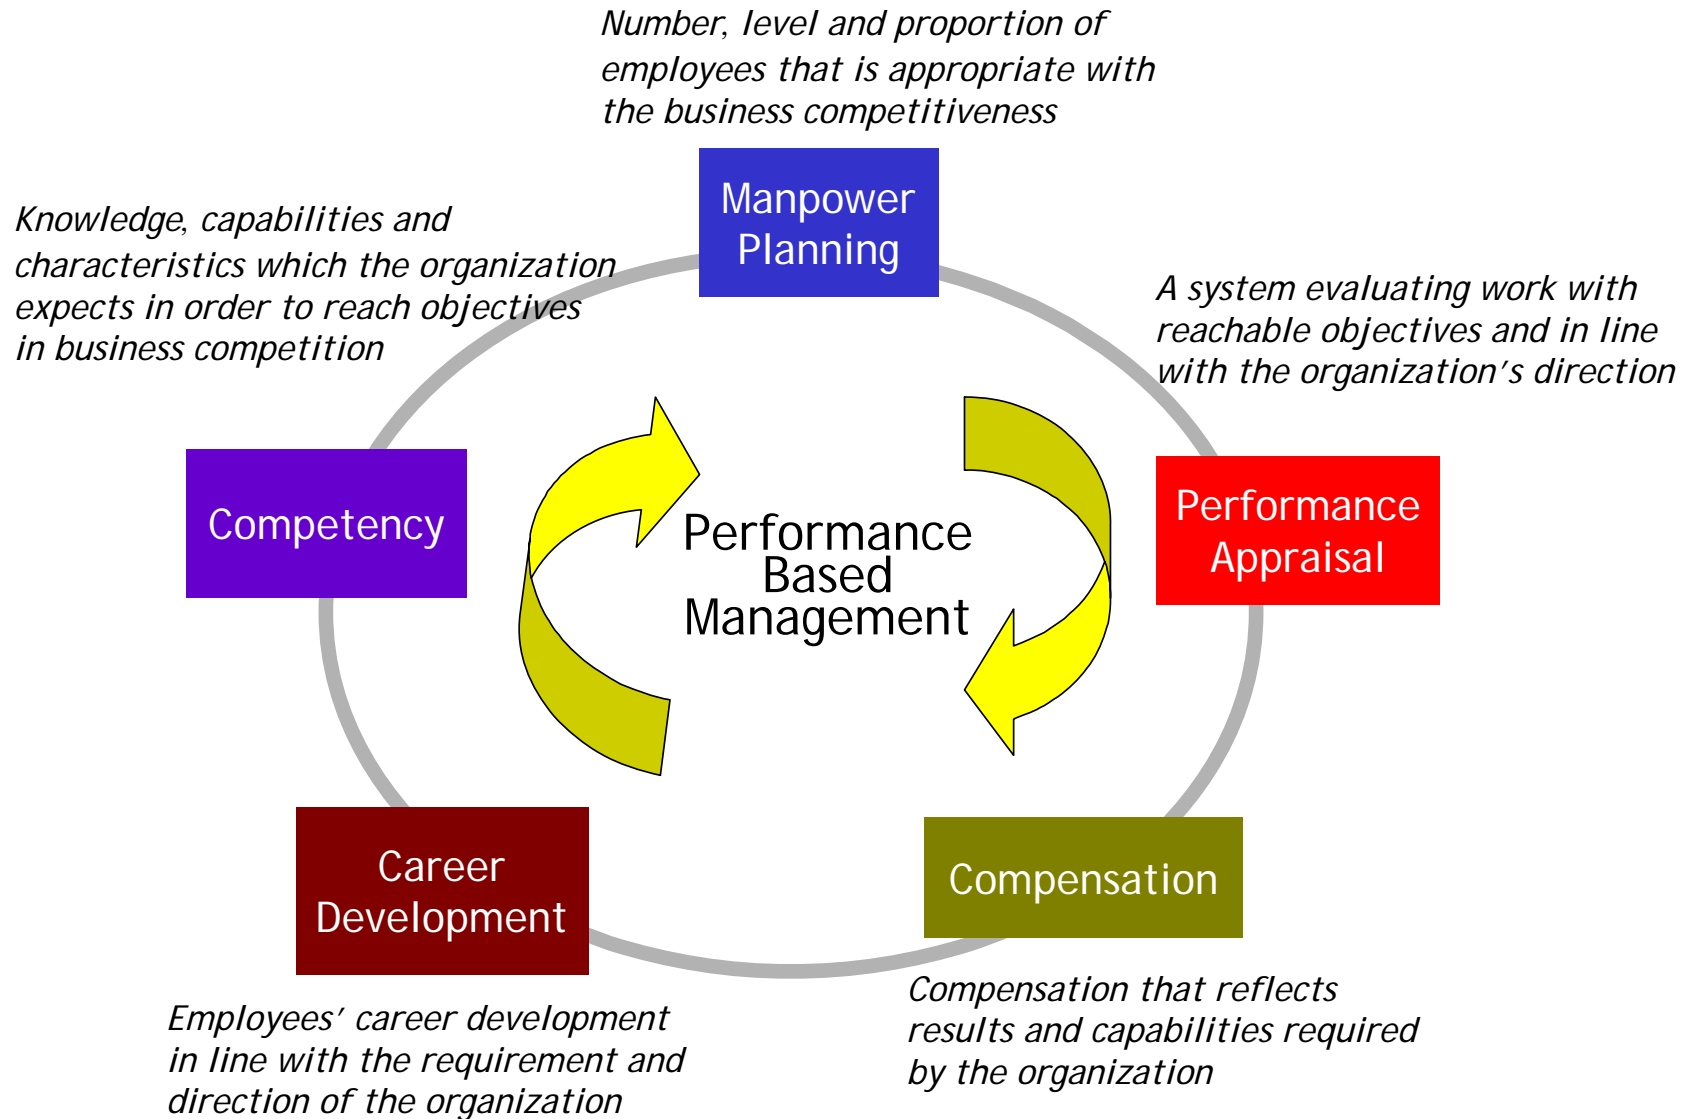 Number, level and proportion of
employees that is appropriate with
the business competitiveness
Manpower
Planning
Knowledge, capabilities and
characteristics which the organization
expects in order to reach objectives
in business competition
A system evaluating work with
reachable objectives and in line
with the organization's direction
Competency
Performance
Based
Management
Performance
Appraisal
Career
Development
Compensation
Employees' career development
in line with the requirement and
direction of the organization
Compensation that reflects
results and capabilities required
by the organization